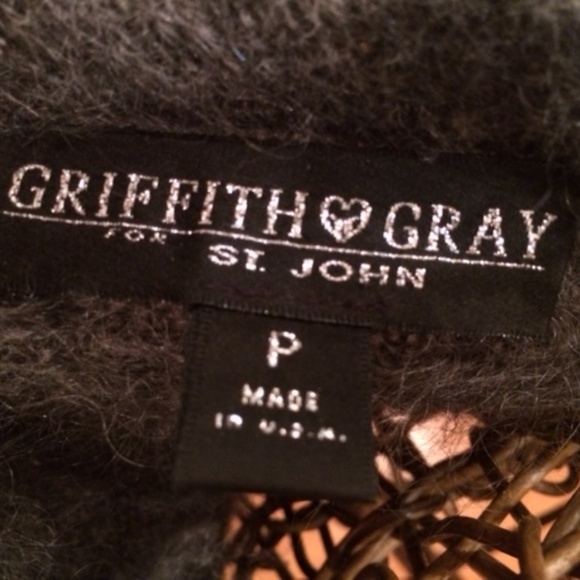 GRIFFITH GRAY
FOR
ST. JOHN
P
MADE
IN U.S.A.